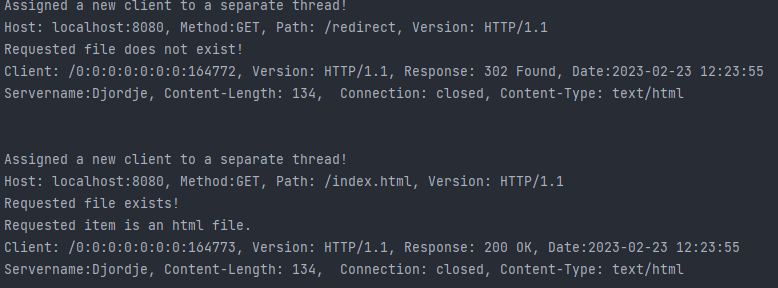 Assigned a new client to a separate thread!
Host: localhost:8080, Method:GET, Path: /redirect, Version: HTTP/1.1
Requested file does not exist!
Client: /0:0:0:0:0:0:0:164772, Version: HTTP/1.1, Response: 302 Found, Date:2023-02-23 12:23:55
Servername:Djordje, Content-Length: 134,  Connection: closed, Content-Type: text/html
Assigned a new client to a separate thread!
Host: localhost:8080, Method:GET, Path: /index.html, Version: HTTP/1.1
Requested file exists!
Requested item is an html file.
Client: /0:0:0:0:0:0:0:164773, Version: HTTP/1.1, Response: 200 OK, Date:2023-02-23 12:23:55
Servername:Djordje, Content-Length: 134,  Connection: closed, Content-Type: text/html